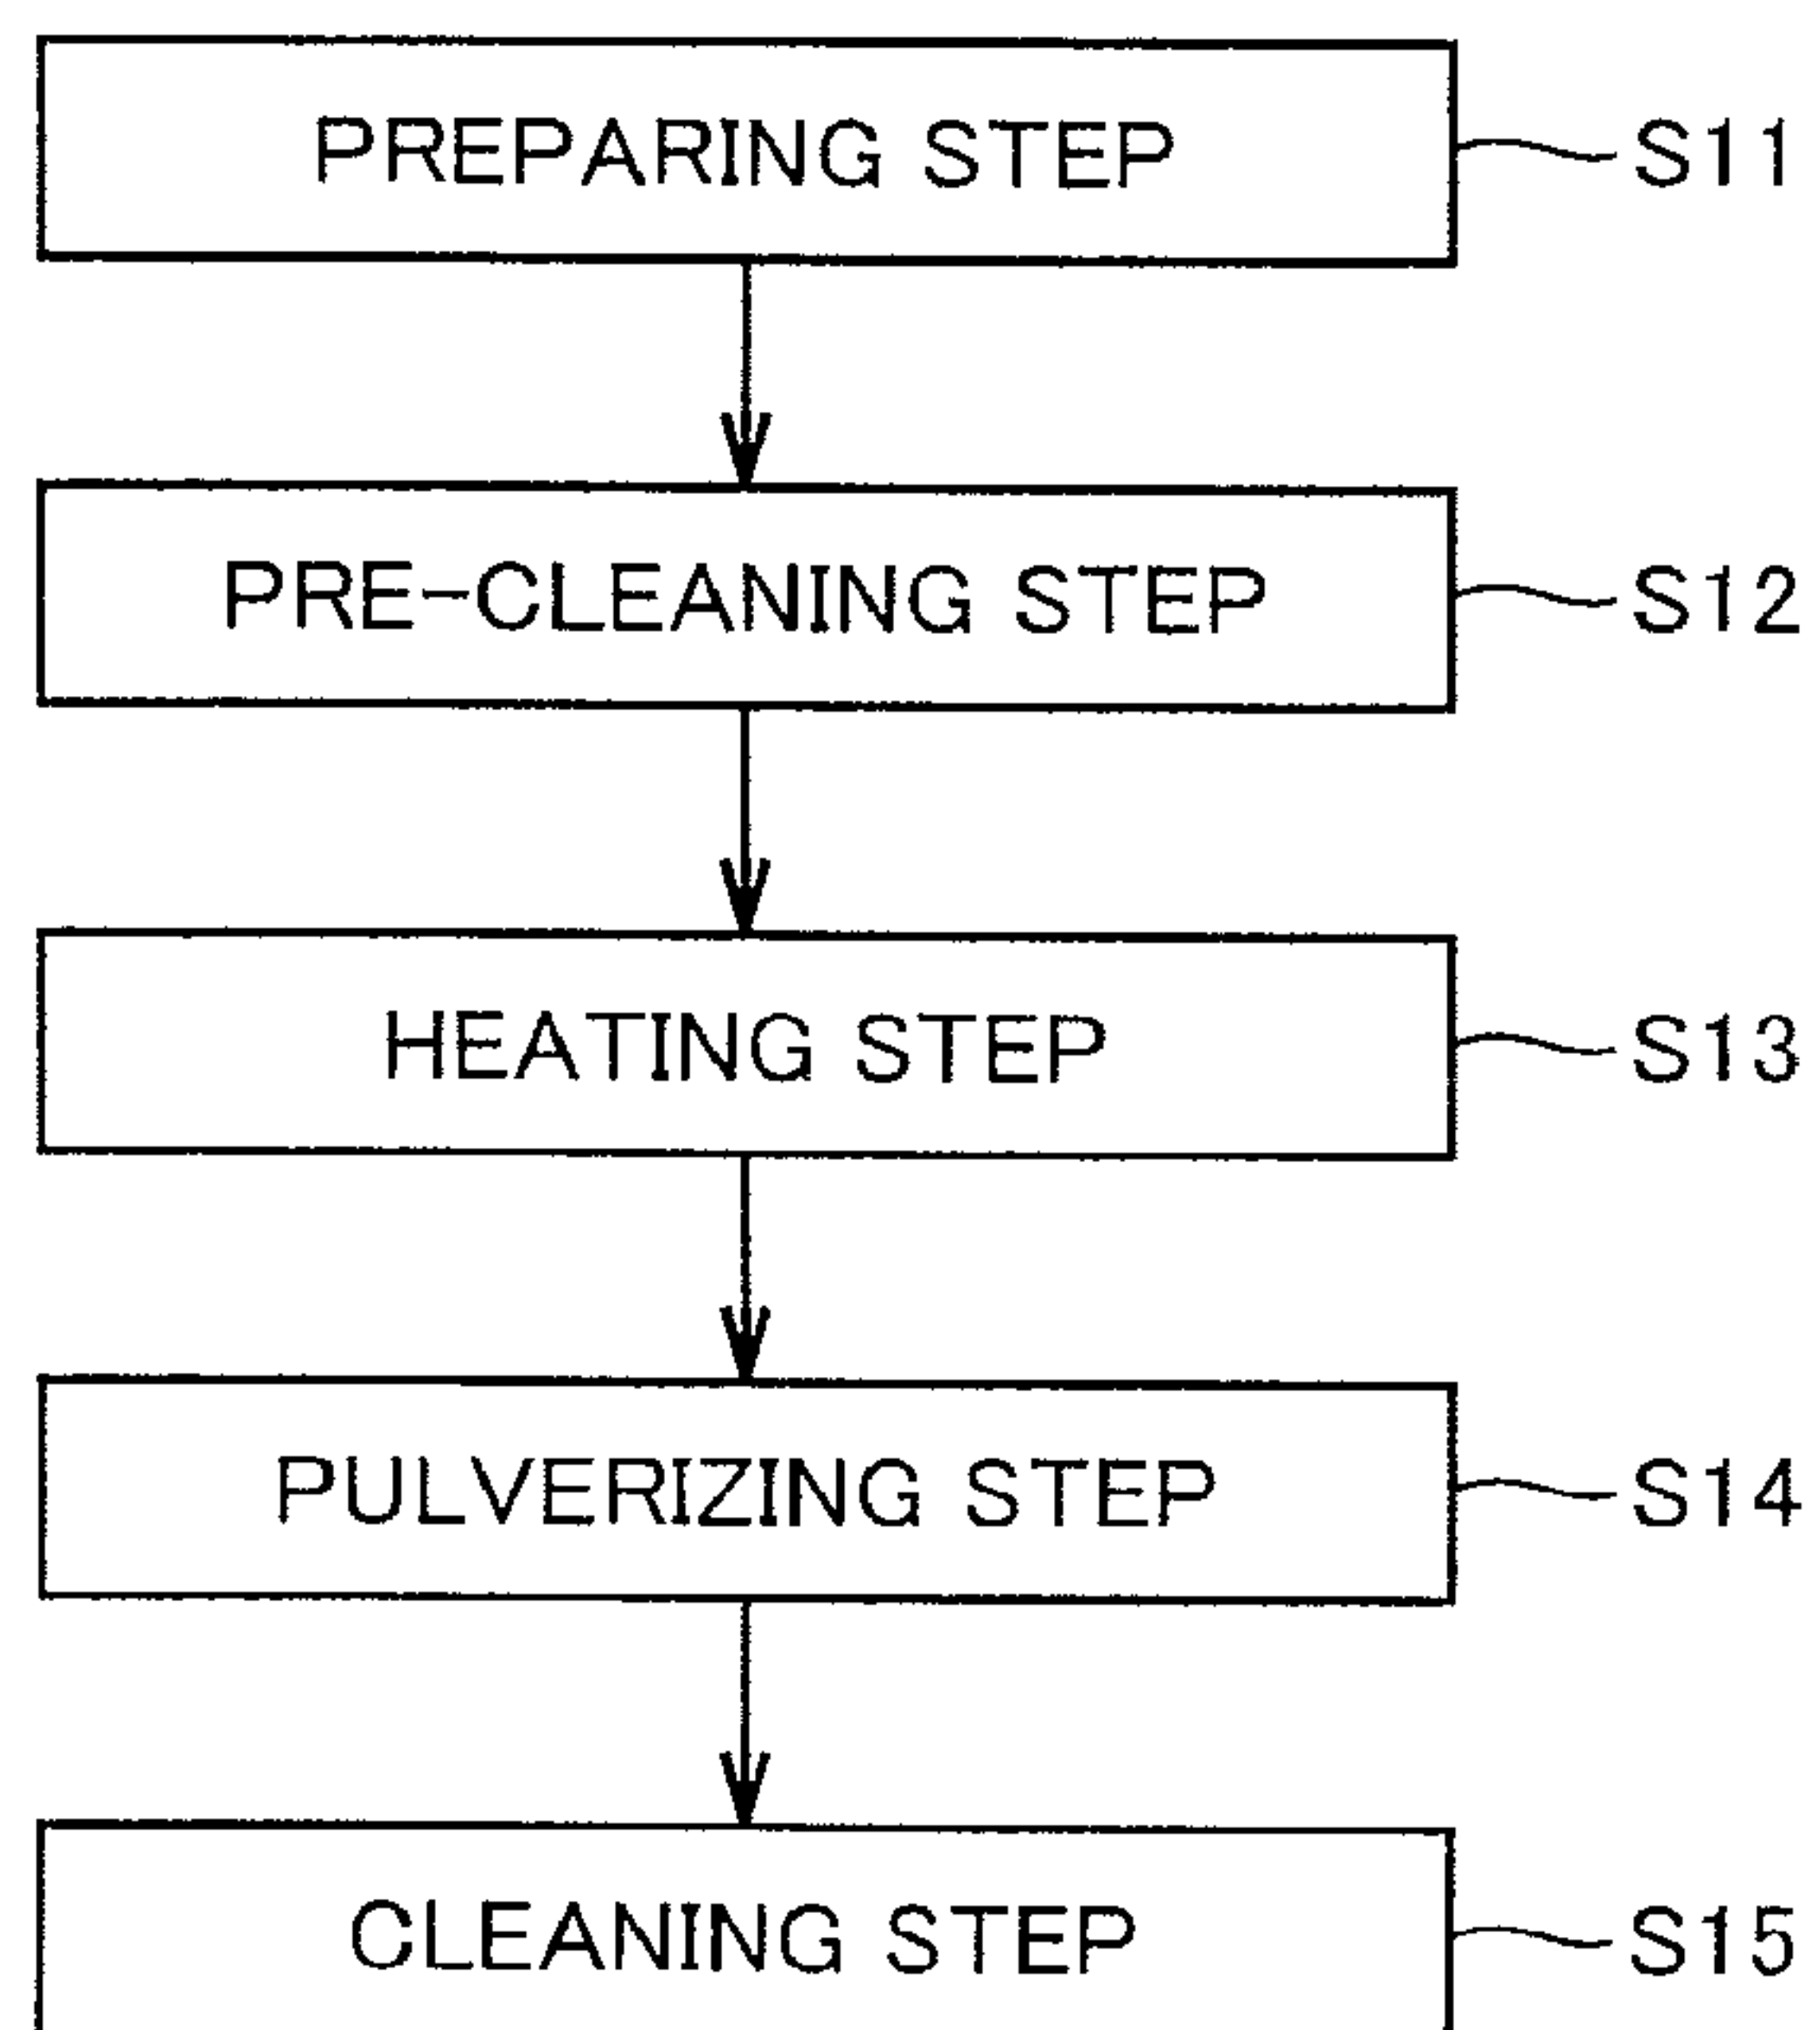 PREPARING STEP S11
PRE-CLEANING STEP S12
HEATING STEP S13
PULVERIZING STEP S14
CLEANING STEP S15